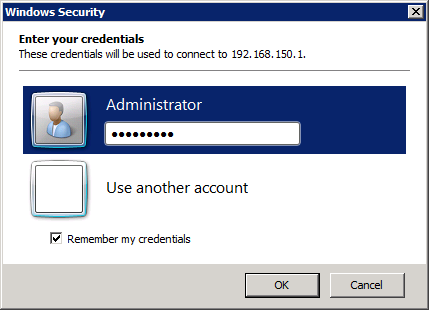 Windows Security
Enter your credentials
These credentials will be used to connect to 192.168.150.1.
Administrator
●●●●●●●●●
Use another account
Remember my credentials
OK
Cancel